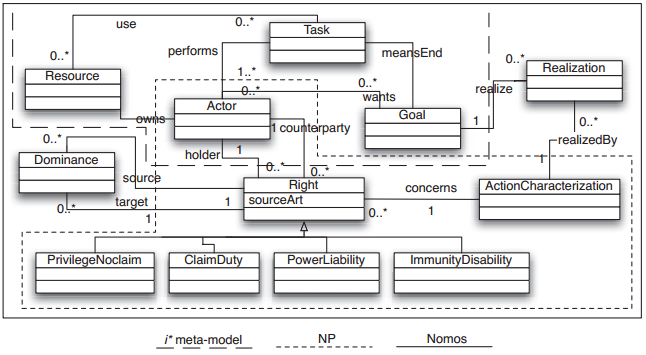 use
0..*
Task
0..*
performs
meansEnd
0..*
Realization
Resource
1..*
0..*
0..*
wants
realize
Actor
owns
Goal
1
0..*
1
counterparty
realizedBy
0..*
holder
1
1
Dominance
0..*
0..*
source
Right
concerns
ActionCharacterization
sourceArt
target
1
0..*
1
0..*
1
PrivilegeNoclaim
ClaimDuty
PowerLiability
ImmunityDisability
i* meta-model
NP
Nomos